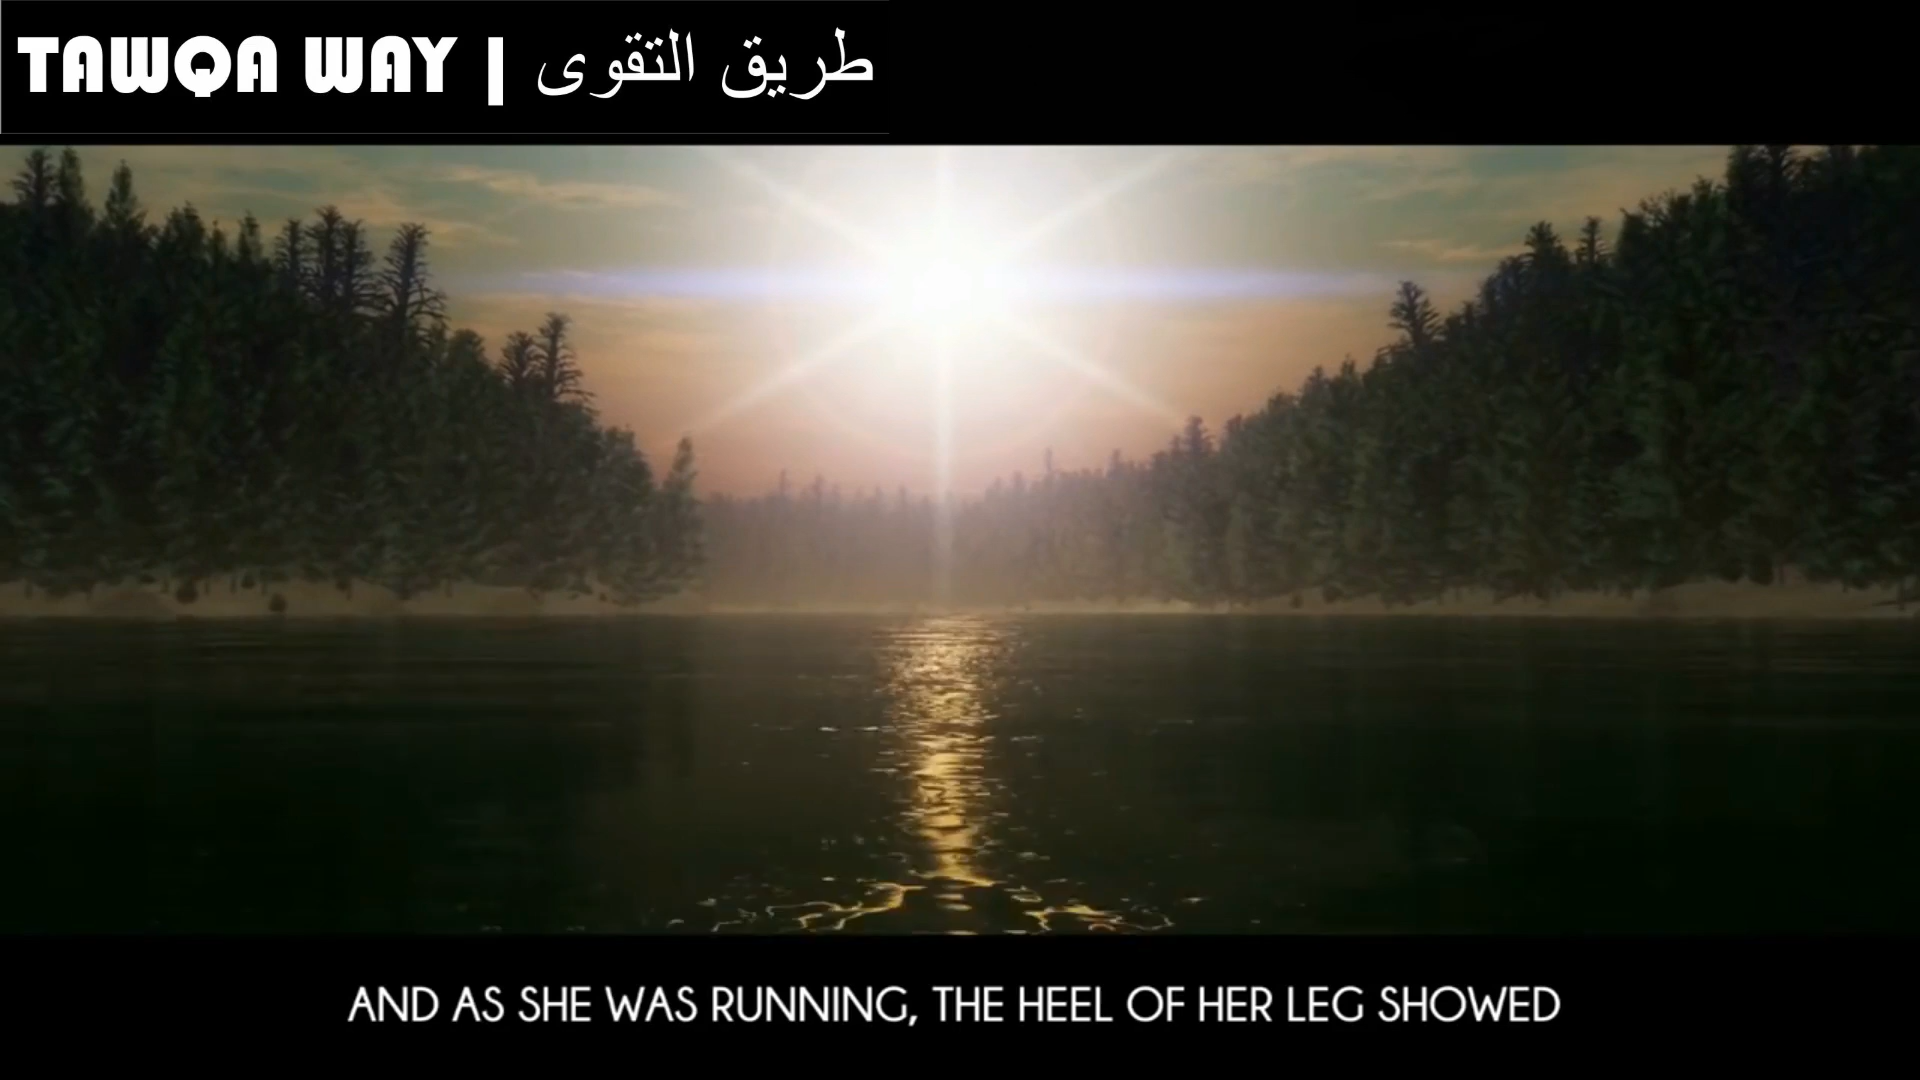 TAWQA WAY | طريق التقوى
AND AS SHE WAS RUNNING, THE HEEL OF HER LEG SHOWED